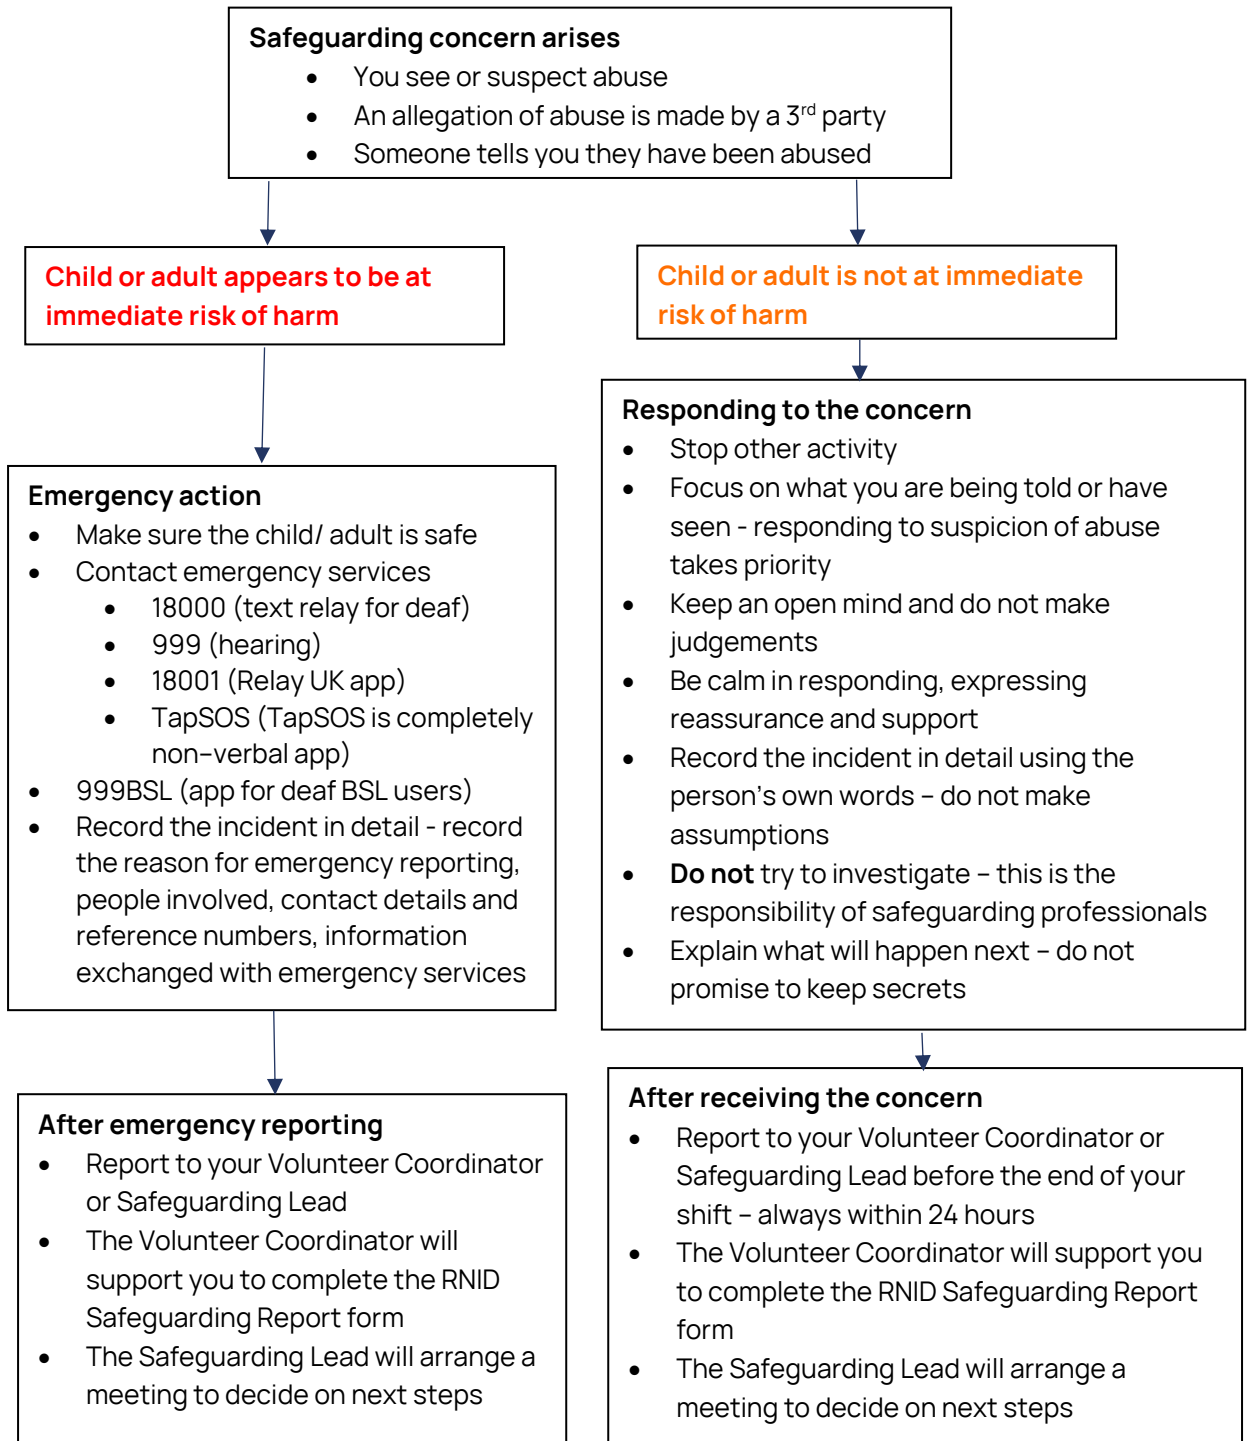 Safeguarding concern arises
• You see or suspect abuse
• An allegation of abuse is made by a 3rd party
• Someone tells you they have been abused
Child or adult appears to be at
immediate risk of harm
Child or adult is not at immediate
risk of harm
Emergency action
• Make sure the child/ adult is safe
• Contact emergency services
• 18000 (text relay for deaf)
• 999 (hearing)
• 18001 (Relay UK app)
• TapSOS (TapSOS is completely
non–verbal app)
• 999BSL (app for deaf BSL users)
• Record the incident in detail - record
the reason for emergency reporting,
people involved, contact details and
reference numbers, information
exchanged with emergency services
Responding to the concern
• Stop other activity
• Focus on what you are being told or have
seen - responding to suspicion of abuse
takes priority
• Keep an open mind and do not make
judgements
• Be calm in responding, expressing
reassurance and support
• Record the incident in detail using the
person’s own words – do not make
assumptions
• Do not try to investigate – this is the
responsibility of safeguarding professionals
• Explain what will happen next – do not
promise to keep secrets
After emergency reporting
• Report to your Volunteer Coordinator
or Safeguarding Lead
• The Volunteer Coordinator will
support you to complete the RNID
Safeguarding Report form
• The Safeguarding Lead will arrange a
meeting to decide on next steps
After receiving the concern
• Report to your Volunteer Coordinator or
Safeguarding Lead before the end of your
shift – always within 24 hours
• The Volunteer Coordinator will support you
to complete the RNID Safeguarding Report
form
• The Safeguarding Lead will arrange a
meeting to decide on next steps